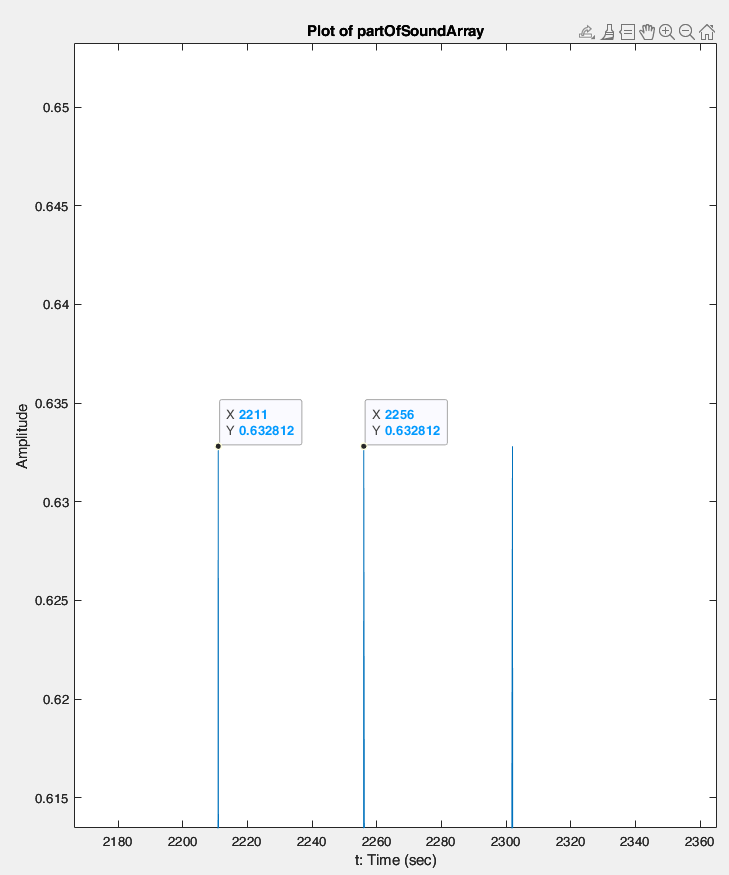 Plot of partOfSoundArray
0.65
0.645
0.64
0.635
0.63
0.625
0.62
0.615
Amplitude
X 2211
Y 0.632812
X 2256
Y 0.632812
2180 2200 2220 2240 2260 2280 2300 2320 2340 2360
t: Time (sec)